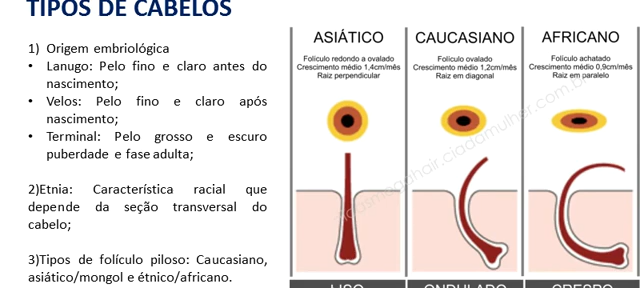 TIPOS DE CABELOS
1) Origem embriológica
• Lanugo: Pelo fino e claro antes do
nascimento;
• Velos: Pelo fino e claro após
nascimento;
• Terminal: Pelo grosso e escuro
puberdade e fase adulta;
2)Etnia: Característica racial que
depende da seção transversal do
cabelo;
3)Tipos de folículo piloso: Caucasiano,
asiático/mongol e étnico/africano.
ASIÁTICO
Folículo redondo a ovalado
Crescimento médio 1,4cm/mês
Raiz perpendicular
CAUCASIANO
Folículo ovalado
Crescimento médio 1,2cm/mês
Raiz em diagonal
AFRICANO
Folículo achatado
Crescimento médio 0,9cm/mês
Raiz em paralelo
LISO
ONDULADO
CRESPO